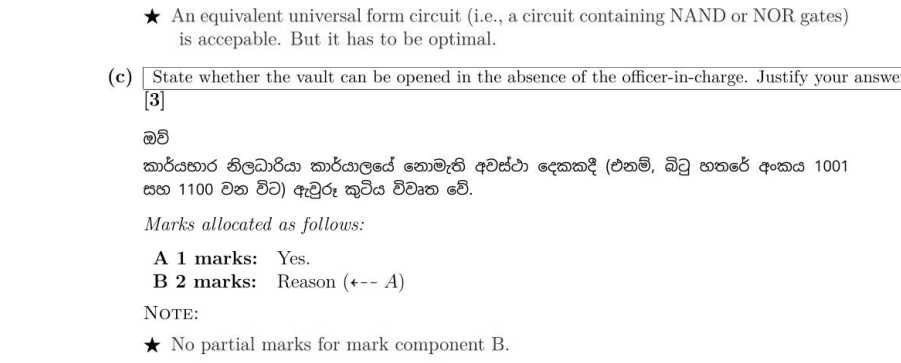 ★ An equivalent universal form circuit (i.e., a circuit containing NAND or NOR gates)
is accepable. But it has to be optimal.
(c) State whether the vault can be opened in the absence of the officer-in-charge. Justify your answe
[3]
ඔව්
කාර්යභාර නිලධාරියා කාර්යාලයේ නොමැති අවස්ථා දෙකකදී (එනම්, බිටු හතරේ අංකය 1001
සහ 1100 වන විට) ඇවුරු කුටිය විවෘත වේ.
Marks allocated as follows:
A 1 marks: Yes.
B 2 marks: Reason (⇠ A)
NOTE:
★ No partial marks for mark component B.